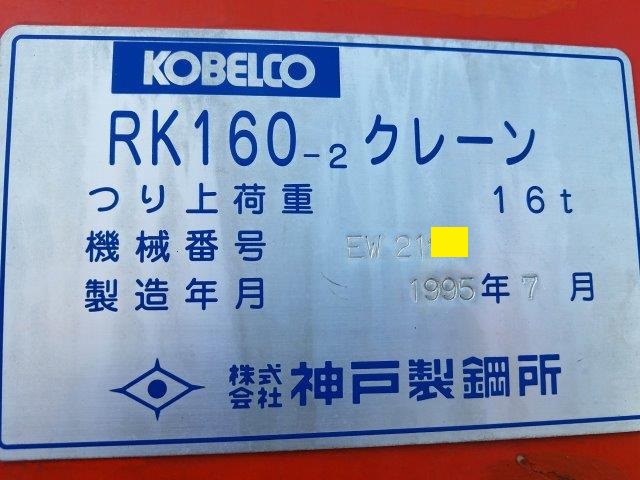 KOBELCO
RK160-2 クレーン
つり上荷重 16t
機械番号 EW 21
製造年月 1995年7月
株式会社 神戸製鋼所